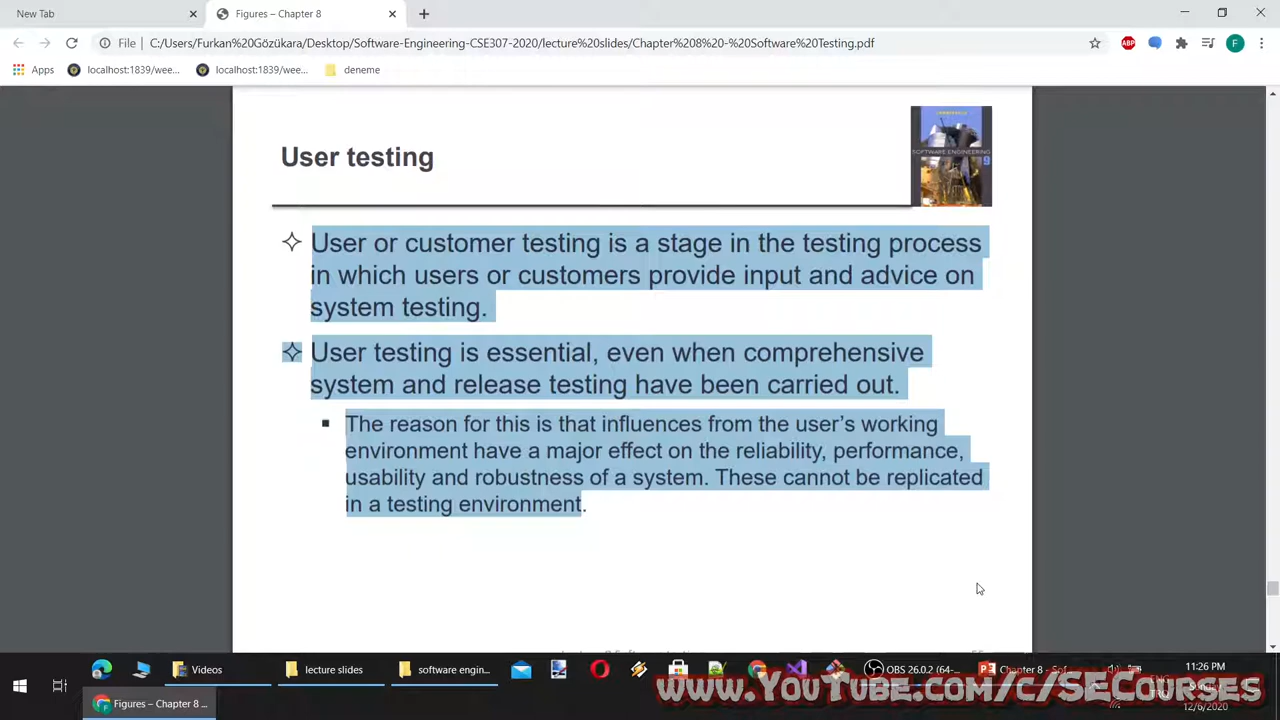 New Tab
Figures – Chapter 8
File
C:/Users/Furkan%20Gözükara/Desktop/Software-Engineering-CSE307-2020/lecture%20slides/Chapter%208%20-%20Software%20Testing.pdf
ABP
F
Apps
localhost:1839/wee...
localhost:1839/wee...
deneme
User testing
SOFTWARE ENGINEERING
9
User or customer testing is a stage in the testing process
in which users or customers provide input and advice on
system testing.
User testing is essential, even when comprehensive
system and release testing have been carried out.
The reason for this is that influences from the user’s working
environment have a major effect on the reliability, performance,
usability and robustness of a system. These cannot be replicated
in a testing environment.
Videos
lecture slides
software engin...
OBS 26.0.2 (64-...
Chapter 8 - Sof...
11:26 PM
Sunday
12/6/2020
Figures – Chapter ...
www.YouTube.com/c/SECourses